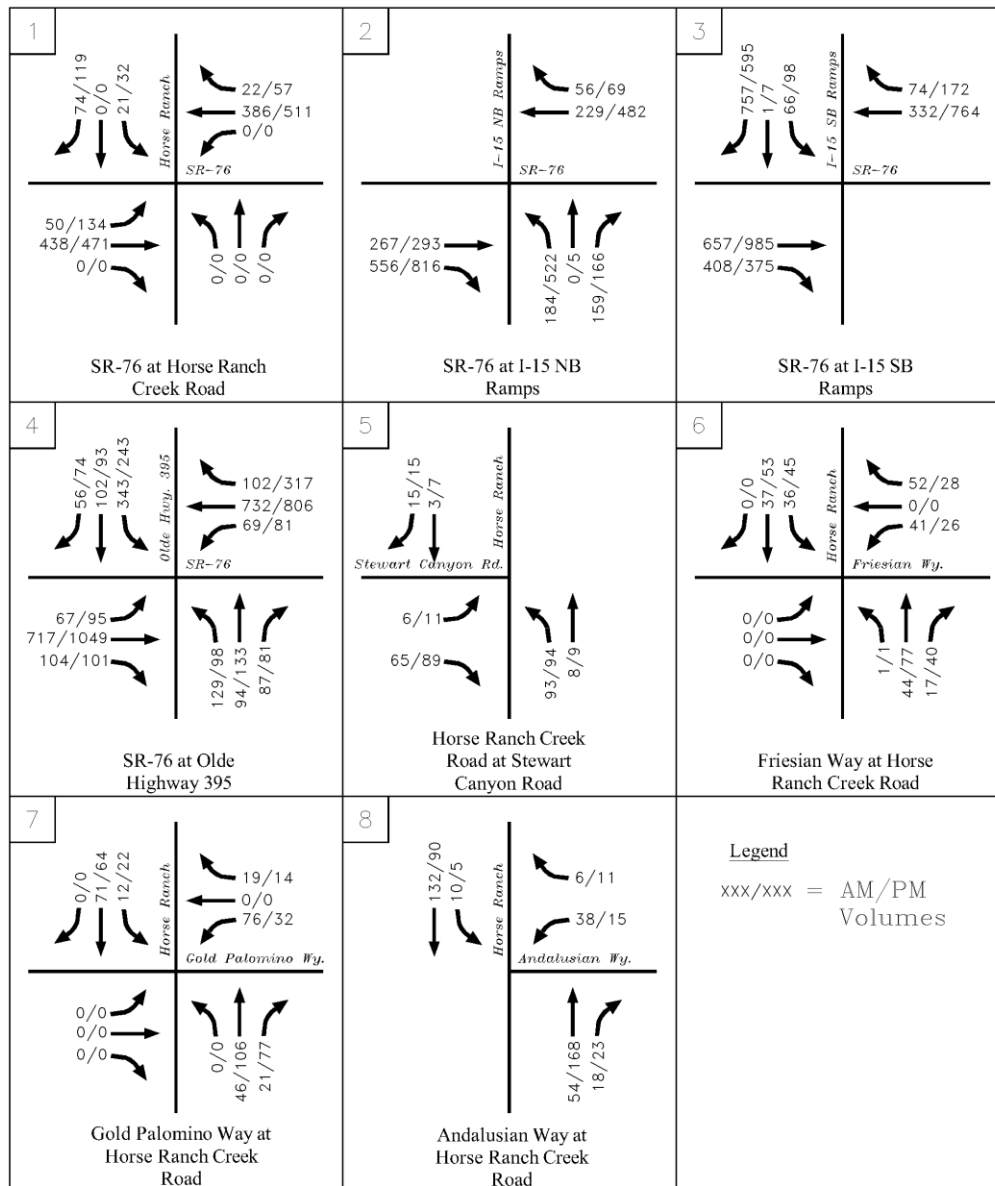 1
74/119
0/0
21/32
Horse Ranch
22/57
386/511
0/0
SR-76
50/134
438/471
0/0
0/0
0/0
0/0
SR-76 at Horse Ranch
Creek Road
2
I-15 NB Ramps
56/69
229/482
SR-76
267/293
556/816
184/522
0/5
159/166
SR-76 at I-15 NB
Ramps
3
757/595
1/7
66/98
I-15 SB Ramps
74/172
332/764
SR-76
657/985
408/375
SR-76 at I-15 SB
Ramps
4
56/74
102/93
343/243
Olde Hwy. 395
102/317
732/806
69/81
SR-76
67/95
717/1049
104/101
129/98
94/133
87/81
SR-76 at Olde
Highway 395
5
15/15
3/7
Horse Ranch
Stewart Canyon Rd.
6/11
65/89
93/94
8/9
Horse Ranch Creek
Road at Stewart
Canyon Road
6
0/0
37/53
36/45
Horse Ranch
52/28
0/0
41/26
Friesian Wy.
0/0
0/0
0/0
1/1
44/77
17/40
Friesian Way at Horse
Ranch Creek Road
7
0/0
71/64
12/22
Horse Ranch
19/14
0/0
76/32
Gold Palomino Wy.
0/0
0/0
0/0
0/0
46/106
21/77
Gold Palomino Way at
Horse Ranch Creek
Road
8
132/90
10/5
Horse Ranch
6/11
38/15
Andalusian Wy.
54/168
18/23
Andalusian Way at
Horse Ranch Creek
Road
Legend
xxx/xxx = AM/PM
Volumes